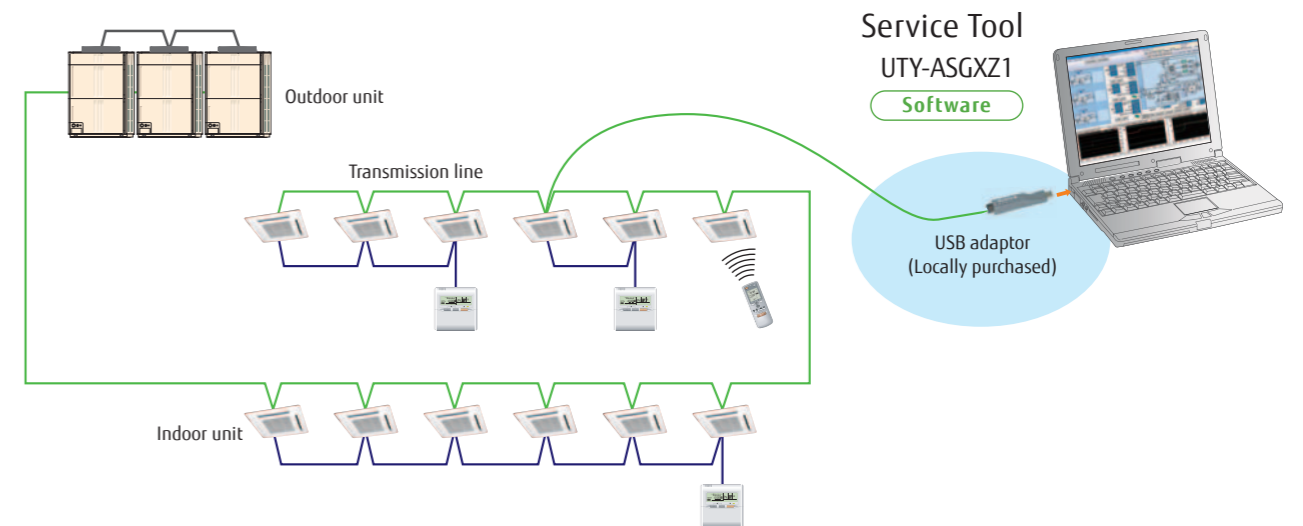 Service Tool
UTY-ASGXZ1
Software
Outdoor unit
Transmission line
USB adaptor
(Locally purchased)
Indoor unit